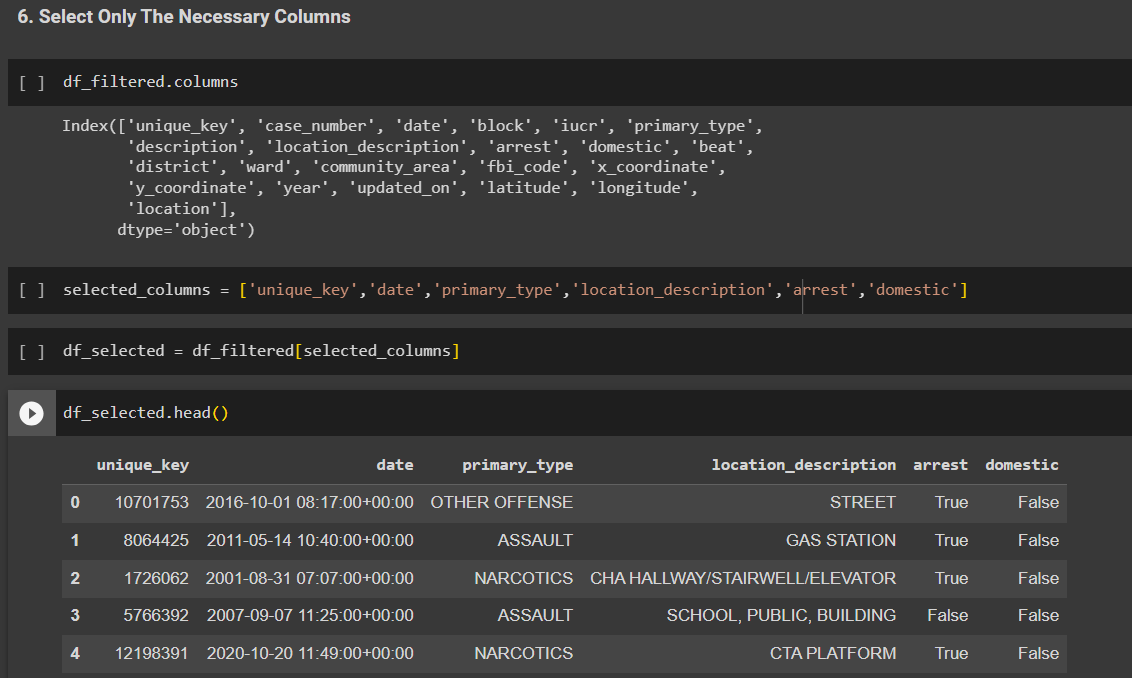 6. Select Only The Necessary Columns
[ ] df_filtered.columns
Index(['unique_key', 'case_number', 'date', 'block', 'iucr', 'primary_type',
'description', 'location_description', 'arrest', 'domestic', 'beat',
'district', 'ward', 'community_area', 'fbi_code', 'x_coordinate',
'y_coordinate', 'year', 'updated_on', 'latitude', 'longitude',
'location'],
dtype='object')
[ ] selected_columns = ['unique_key','date','primary_type','location_description','arrest','domestic']
[ ] df_selected = df_filtered[selected_columns]
df_selected.head()
unique_key date primary_type location_description arrest domestic
0 10701753 2016-10-01 08:17:00+00:00 OTHER OFFENSE STREET True False
1 8064425 2011-05-14 10:40:00+00:00 ASSAULT GAS STATION True False
2 1726062 2001-08-31 07:07:00+00:00 NARCOTICS CHA HALLWAY/STAIRWELL/ELEVATOR True False
3 5766392 2007-09-07 11:25:00+00:00 ASSAULT SCHOOL, PUBLIC, BUILDING False False
4 12198391 2020-10-20 11:49:00+00:00 NARCOTICS CTA PLATFORM True False